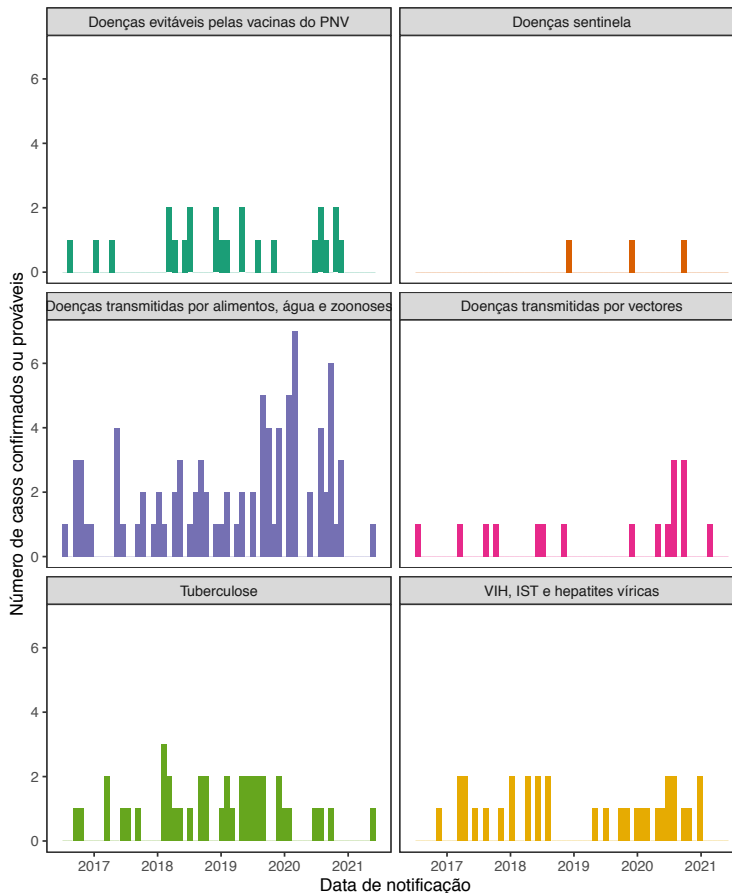 Doenças evitáveis pelas vacinas do PNV
Doenças sentinela
6
4
2
0
Doenças transmitidas por alimentos, água e zoonoses
Doenças transmitidas por vectores
Número de casos confirmados ou prováveis
6
4
2
0
Tuberculose
VIH, IST e hepatites víricas
6
4
2
0
2017 2018 2019 2020 2021
2017 2018 2019 2020 2021
Data de notificação